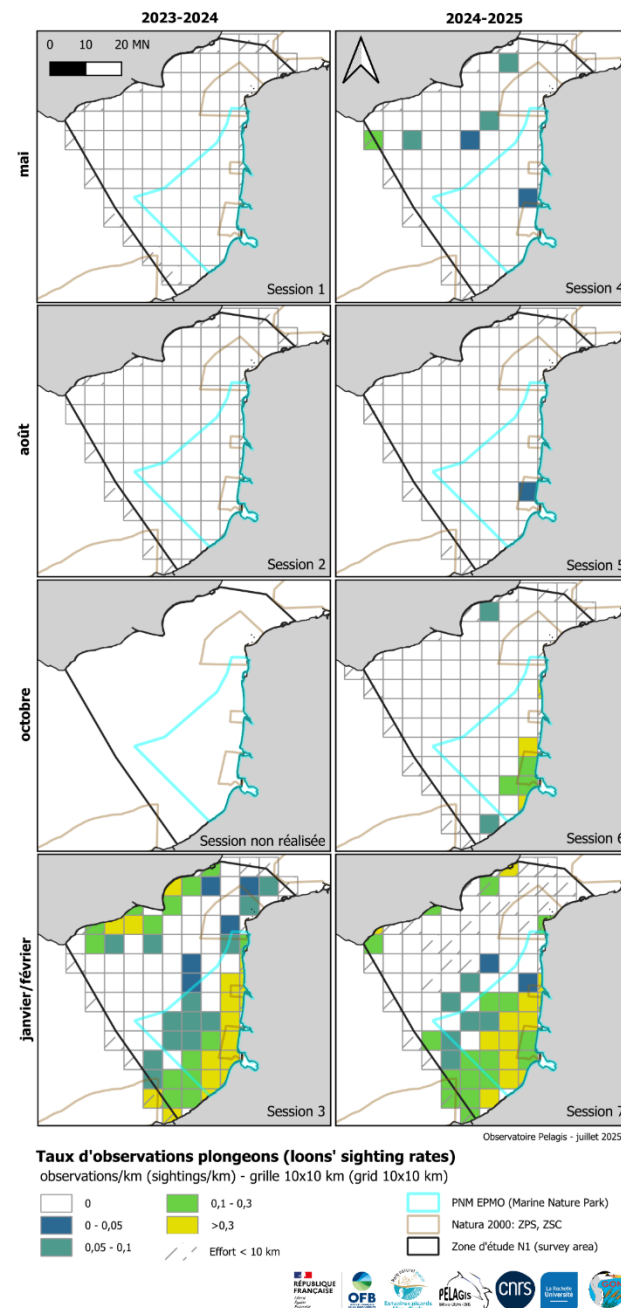 2023-2024
2024-2025
0 10 20 MN
mai
Session 1
Session 4
août
Session 2
Session 5
octobre
Session non réalisée
Session 6
janvier/février
Session 3
Session 7
Observatoire Pelagis - juillet 2025
Taux d'observations plongeons (loons' sighting rates)
observations/km (sightings/km) - grille 10x10 km (grid 10x10 km)
0
0 - 0,05
0,05 - 0,1
0,1 - 0,3
>0,3
Effort < 10 km
PNM EPMO (Marine Nature Park)
Natura 2000: ZPS, ZSC
Zone d'étude N1 (survey area)
RÉPUBLIQUE
FRANÇAISE
OFB
PELAGIS
cnrs
La Rochelle
Université